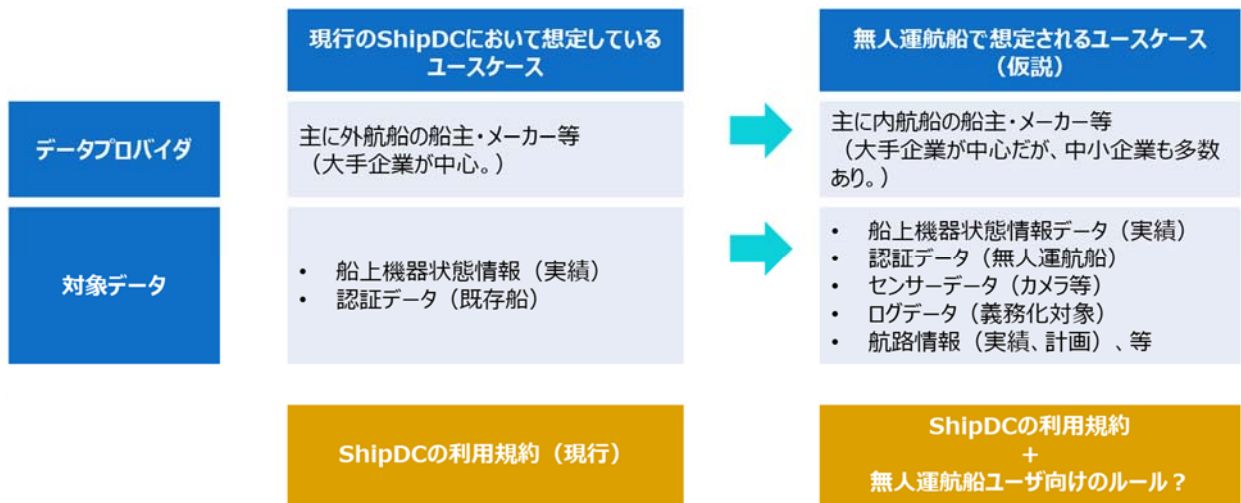 現行のShipDCにおいて想定している
ユースケース
無人運航船で想定されるユースケース
（仮説）
データプロバイダ
主に外航船の船主・メーカー等
（大手企業が中心。）
主に内航船の船主・メーカー等
（大手企業が中心だが、中小企業も多数
あり。）
対象データ
• 船上機器状態情報（実績）
• 認証データ（既存船）
• 船上機器状態情報データ（実績）
• 認証データ（無人運航船）
• センサーデータ（カメラ等）
• ログデータ（義務化対象）
• 航路情報（実績、計画）、等
ShipDCの利用規約（現行）
ShipDCの利用規約
+
無人運航船ユーザ向けのルール？